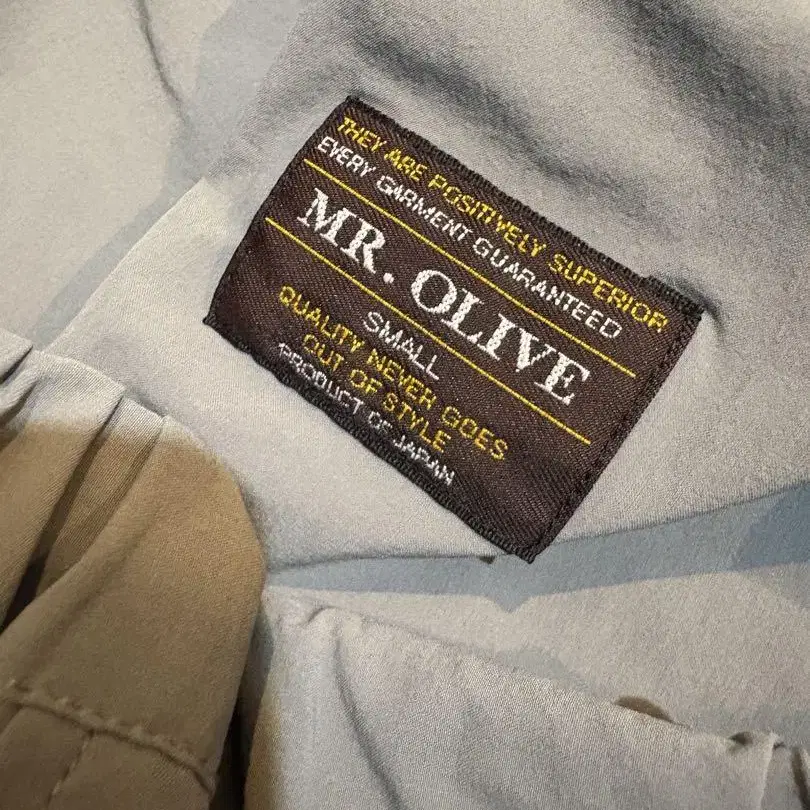 THEY ARE POSITIVELY SUPERIOR
EVERY GARMENT GUARANTEED
MR. OLIVE
SMALL
QUALITY NEVER GOES
OUT OF STYLE
PRODUCT OF JAPAN